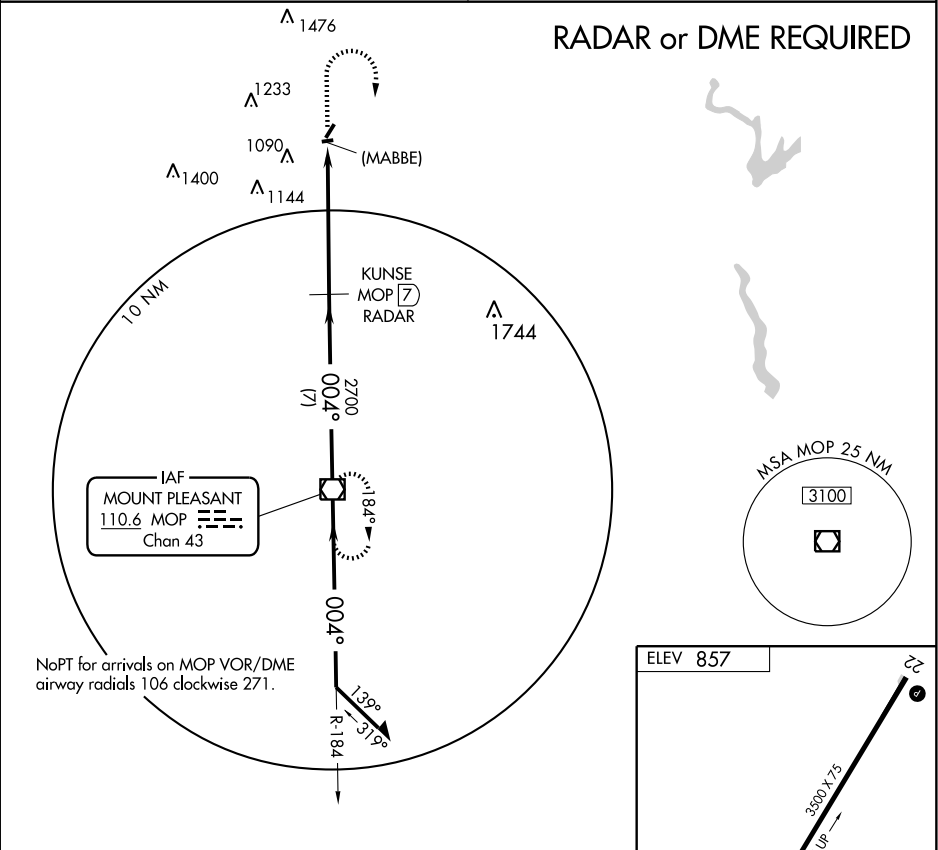 RADAR or DME REQUIRED
1476
1233
1090
(MABBE)
1400
1144
10 NM
KUNSE
MOP 7
RADAR
1744
2700
004°
(7)
IAF
MOUNT PLEASANT
110.6 MOP
Chan 43
184°
MSA MOP 25 NM
3100
004°
NoPT for arrivals on MOP VOR/DME
airway radials 106 clockwise 271.
139°
319°
R-184
ELEV 857
22
P
3500 X 75
UP